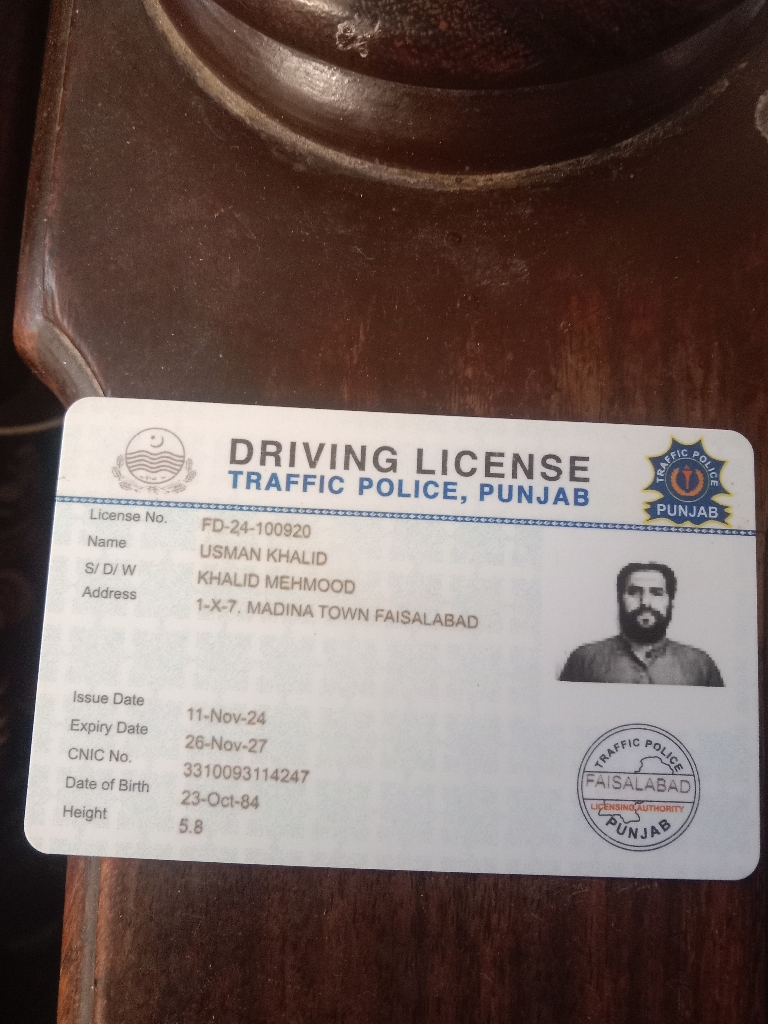 DRIVING LICENSE
TRAFFIC POLICE, PUNJAB
TRAFFIC POLICE
PUNJAB
License No. FD-24-100920
Name USMAN KHALID
S/ D/ W KHALID MEHMOOD
Address 1-X-7, MADINA TOWN FAISALABAD
Issue Date 11-Nov-24
Expiry Date 26-Nov-27
CNIC No. 3310093114247
Date of Birth 23-Oct-84
Height 5.8
TRAFFIC POLICE
FAISALABAD
LICENSING AUTHORITY
PUNJAB